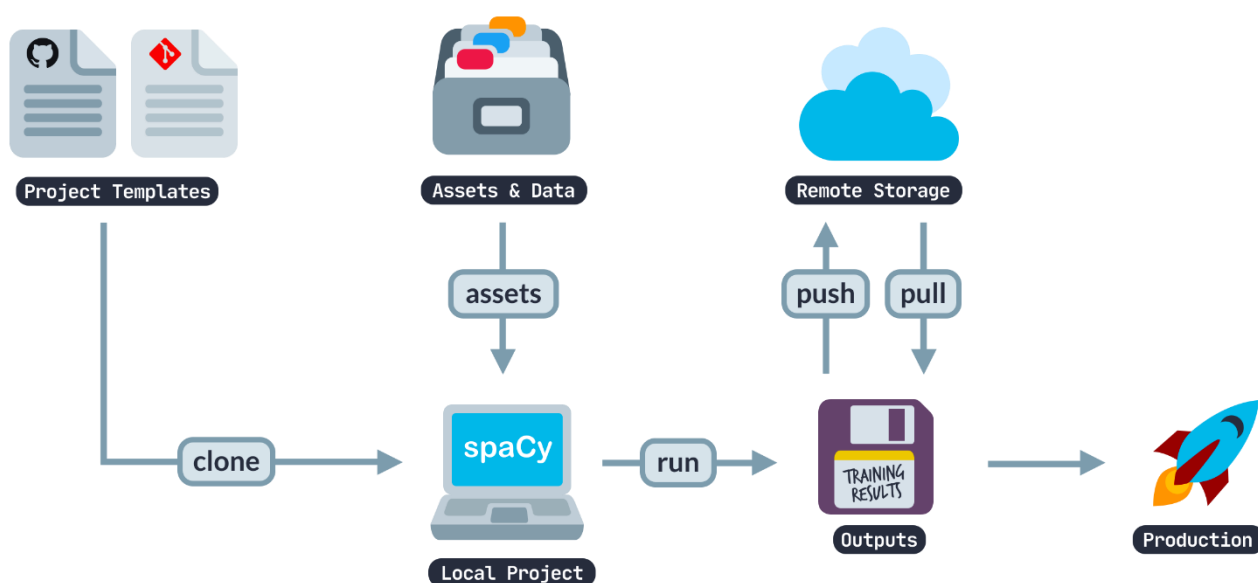 Project Templates
Assets & Data
Remote Storage
assets
push
pull
clone
spaCy
run
TRAINING
RESULTS
Local Project
Outputs
Production